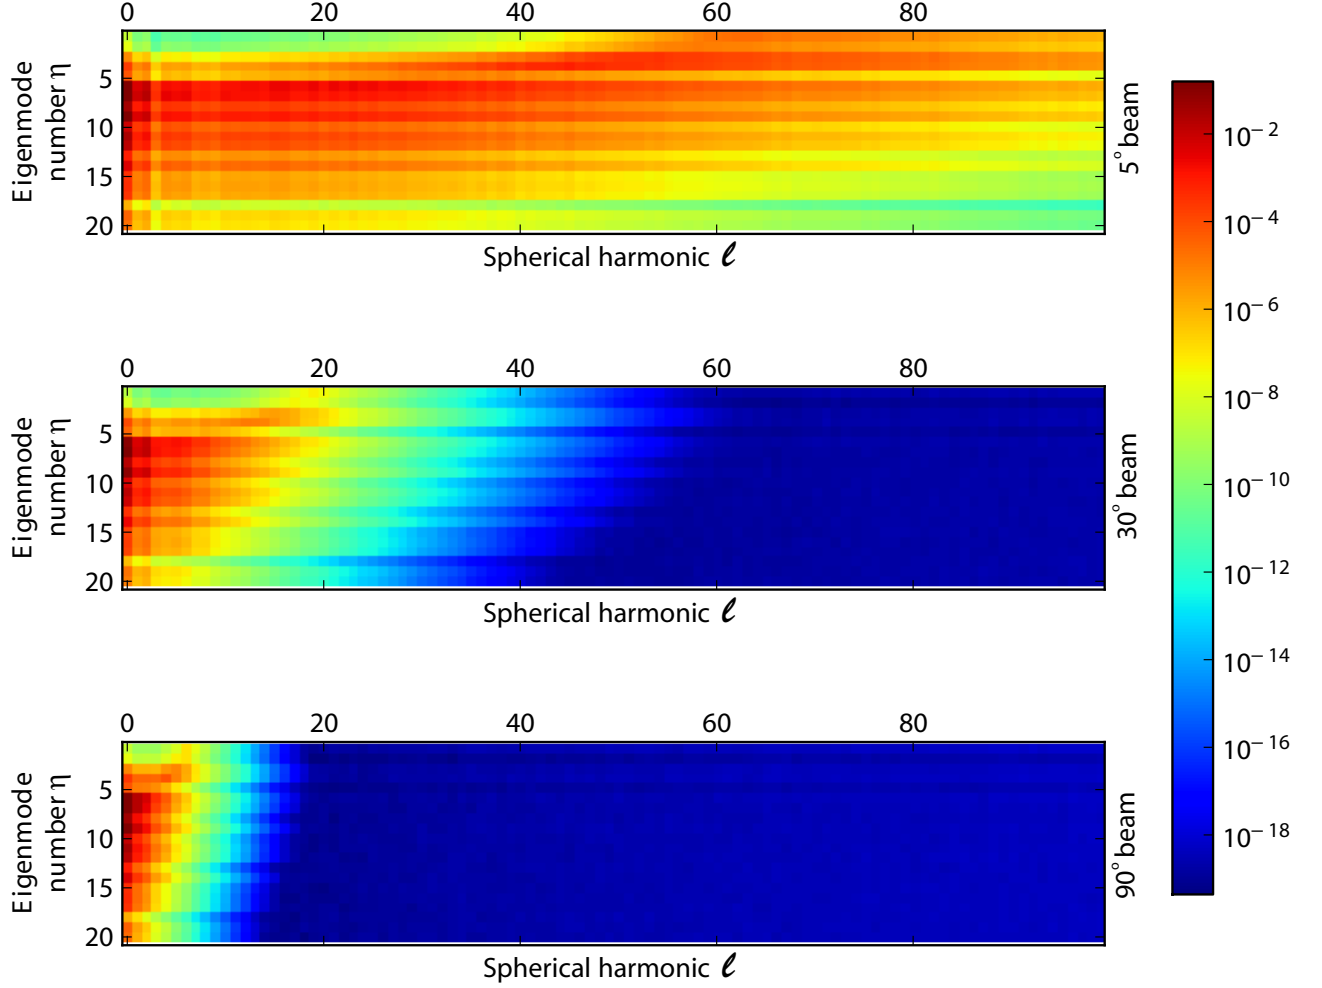 0 20 40 60 80
Eigenmode
number η
5
10
15
20
5° beam
Spherical harmonic ℓ
0 20 40 60 80
Eigenmode
number η
5
10
15
20
30° beam
Spherical harmonic ℓ
0 20 40 60 80
Eigenmode
number η
5
10
15
20
90° beam
Spherical harmonic ℓ
10⁻²
10⁻⁴
10⁻⁶
10⁻⁸
10⁻¹⁰
10⁻¹²
10⁻¹⁴
10⁻¹⁶
10⁻¹⁸